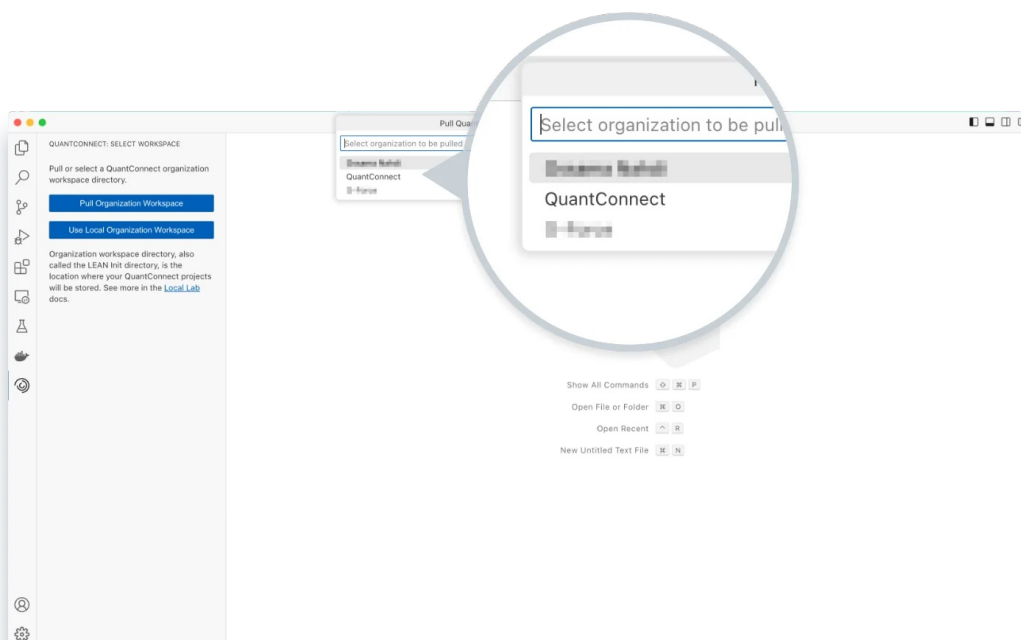 QUANTCONNECT: SELECT WORKSPACE
Pull or select a QuantConnect organization
workspace directory.
Pull Organization Workspace
Use Local Organization Workspace
Organization workspace directory, also
called the LEAN Init directory, is the
location where your QuantConnect projects
will be stored. See more in the Local Lab
docs.
Pull
Select organization to be pulled
QuantConnect
Select organization to be
QuantConnect
Show All Commands ⇧ ⌘ P
Open File or Folder ⌘ O
Open Recent ^ R
New Untitled Text File ⌘ N